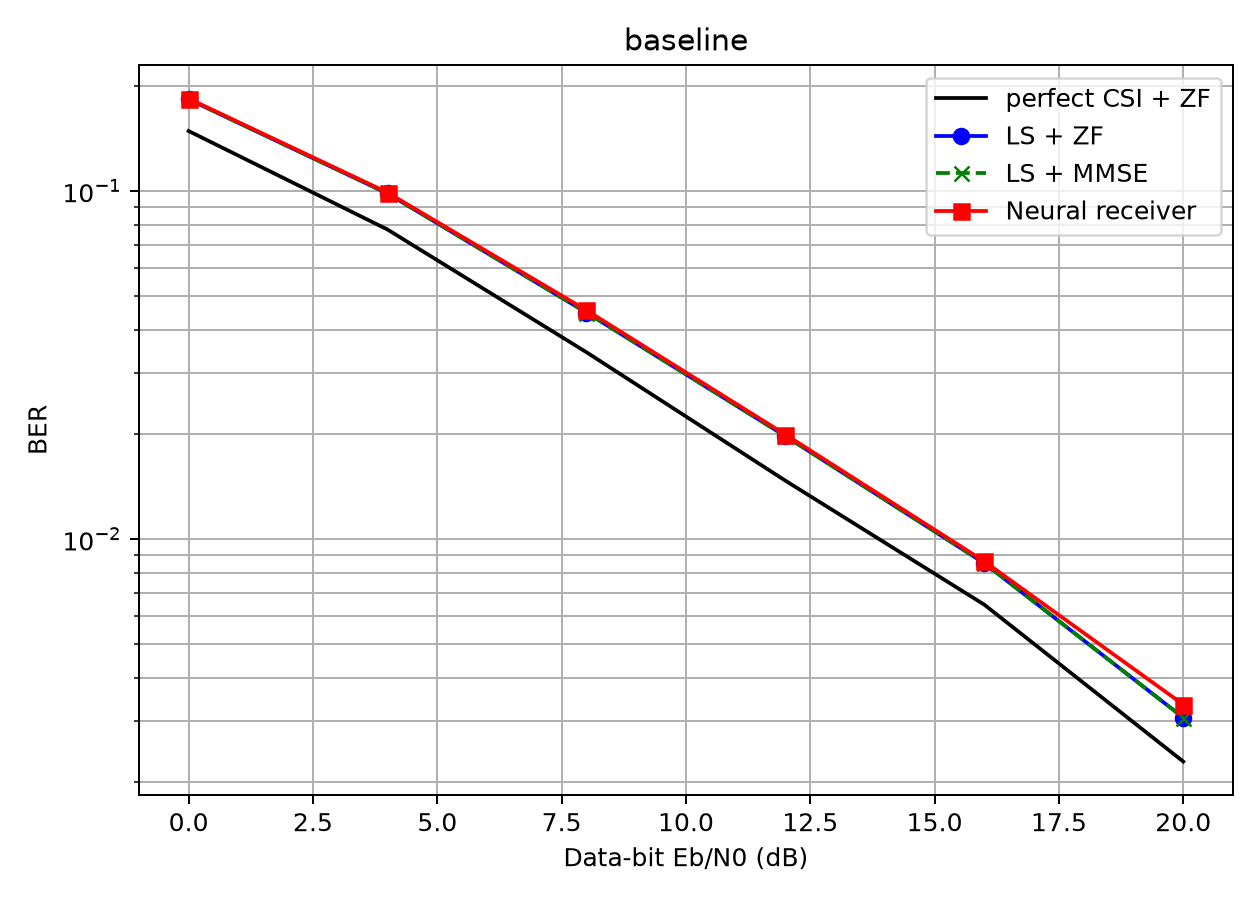 baseline
perfect CSI + ZF
LS + ZF
LS + MMSE
Neural receiver
BER
10⁻¹
10⁻²
0.0 2.5 5.0 7.5 10.0 12.5 15.0 17.5 20.0
Data-bit Eb/N0 (dB)